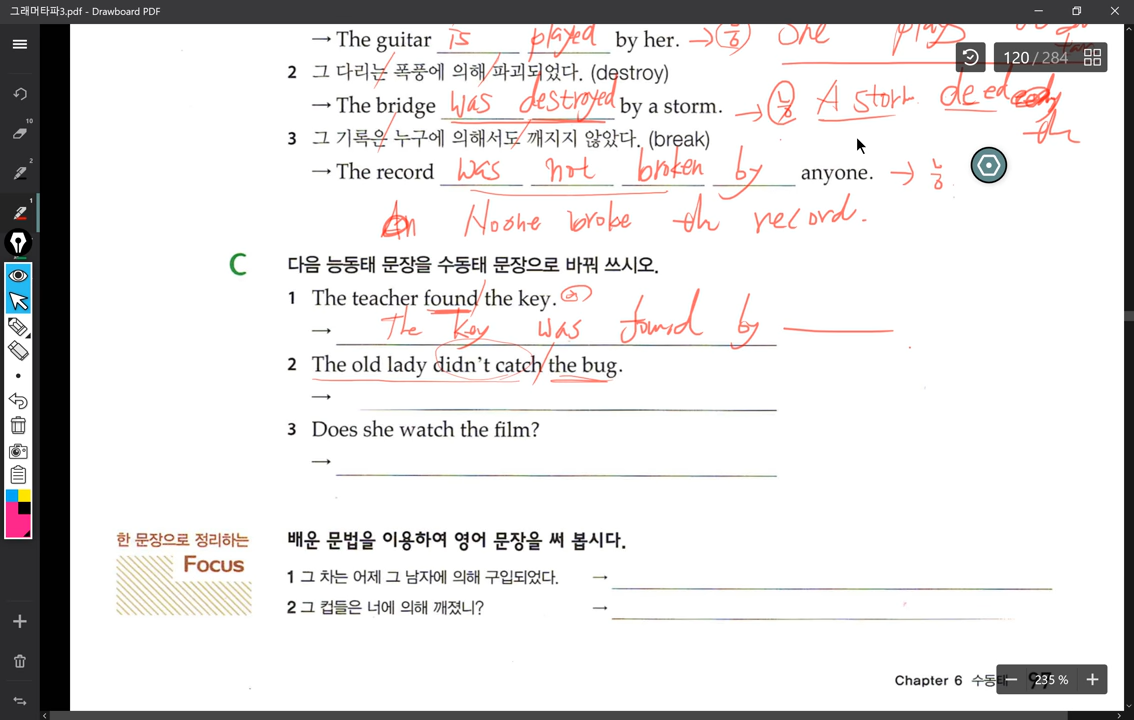 그래머타파3.pdf - Drawboard PDF
120 / 284
→ The guitar is played by her. →
2 그 다리는 폭풍에 의해 파괴되었다. (destroy)
→ The bridge was destroyed by a storm. → A storm
3 그 기록은 누구에 의해서도 깨지지 않았다. (break)
→ The record was not broken by anyone. →
broke the record.
C 다음 능동태 문장을 수동태 문장으로 바꿔 쓰시오.
1 The teacher found the key.
→ The key was found by
2 The old lady didn't catch the bug.
→
3 Does she watch the film?
→
한 문장으로 정리하는
Focus
배운 문법을 이용하여 영어 문장을 써 봅시다.
1 그 차는 어제 그 남자에 의해 구입되었다. →
2 그 컵들은 너에 의해 깨졌니? →
Chapter 6 수동태 97
235 %
10
2
1